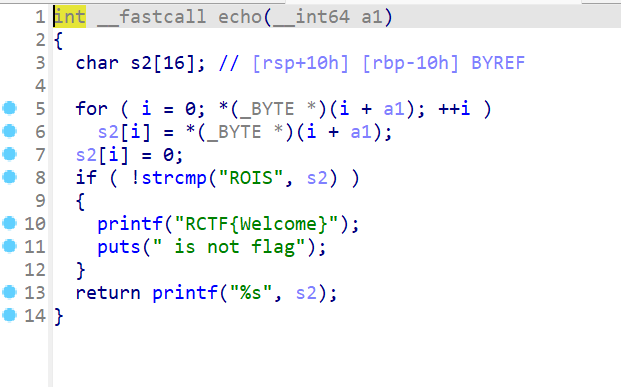 1 int __fastcall echo(__int64 a1)
2 {
3 char s2[16]; // [rsp+10h] [rbp-10h] BYREF
4
5 for ( i = 0; *(_BYTE *)(i + a1); ++i )
6 s2[i] = *(_BYTE *)(i + a1);
7 s2[i] = 0;
8 if ( !strcmp("ROIS", s2) )
9 {
10 printf("RCTF{Welcome}");
11 puts(" is not flag");
12 }
13 return printf("%s", s2);
14 }